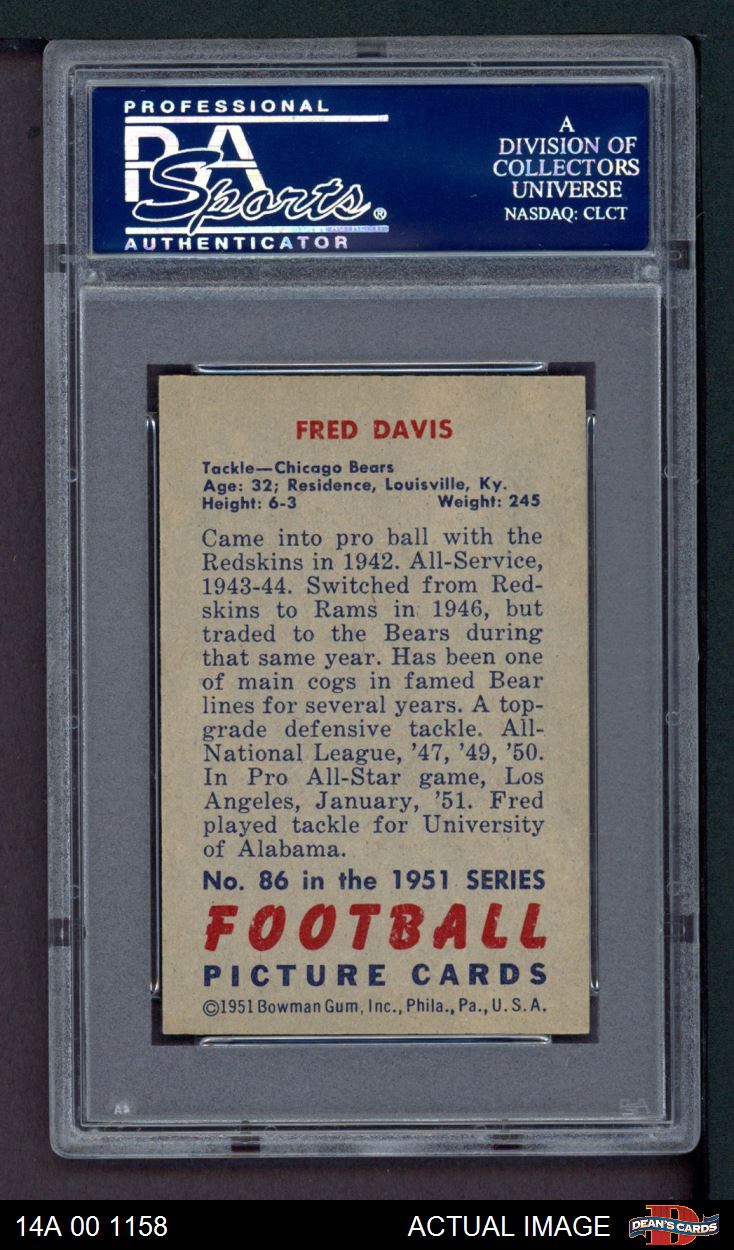 PROFESSIONAL
PSA
Sports®
AUTHENTICATOR
A
DIVISION OF
COLLECTORS
UNIVERSE
NASDAQ: CLCT
FRED DAVIS
Tackle—Chicago Bears
Age: 32; Residence, Louisville, Ky.
Height: 6-3 Weight: 245
Came into pro ball with the
Redskins in 1942. All-Service,
1943-44. Switched from Red-
skins to Rams in 1946, but
traded to the Bears during
that same year. Has been one
of main cogs in famed Bear
lines for several years. A top-
grade defensive tackle. All-
National League, '47, '49, '50.
In Pro All-Star game, Los
Angeles, January, '51. Fred
played tackle for University
of Alabama.
No. 86 in the 1951 SERIES
FOOTBALL
PICTURE CARDS
©1951 Bowman Gum, Inc., Phila., Pa., U.S.A.
14A 00 1158
ACTUAL IMAGE
DEAN'S CARDS